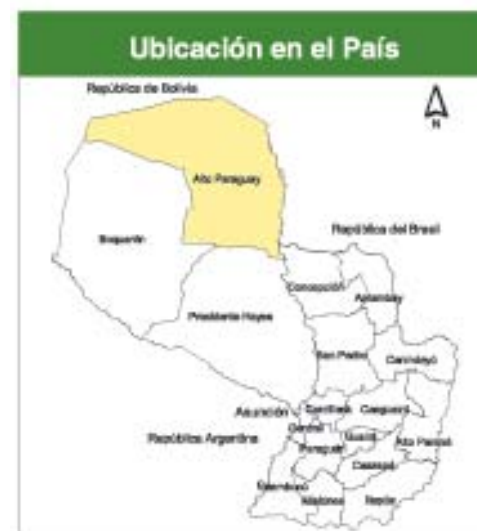 Ubicación en el País
República de Bolivia
N
Alto Paraguay
Boquerón
República del Brasil
Concepción
Amambay
Presidente Hayes
San Pedro
Canindeyú
Asunción
Cordillera
Caaguazú
Central
República Argentina
Guairá
Alto Paraná
Paraguarí
Caazapá
Ñeembucú
Misiones
Itapúa